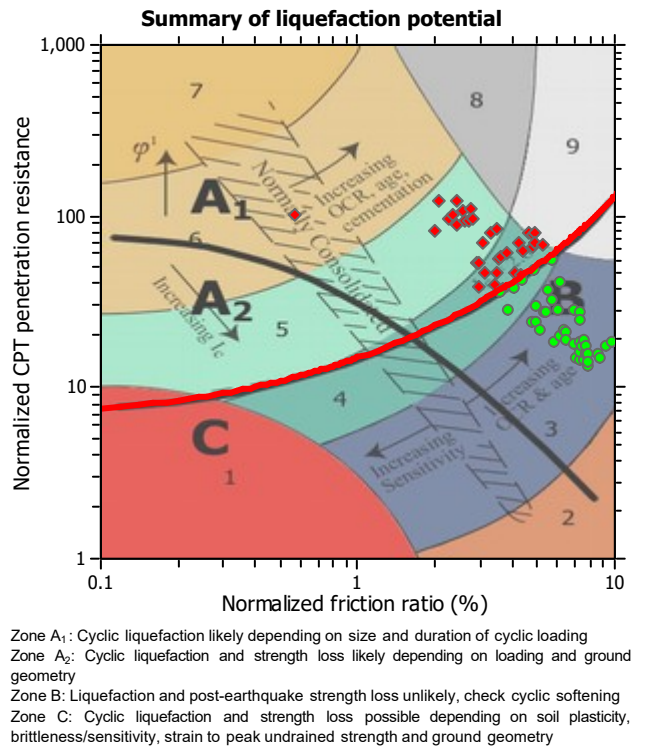 Summary of liquefaction potential
Normalized CPT penetration resistance
1,000
100
10
1
7
8
9
φ'
Increasing
OCR, age,
cementation
Normally Consolidated
A1
6
A2
Increasing Ic
5
B
4
Increasing
OCR & age
3
C
1
Increasing
Sensitivity
2
0.1
1
10
Normalized friction ratio (%)
Zone A1: Cyclic liquefaction likely depending on size and duration of cyclic loading
Zone A2: Cyclic liquefaction and strength loss likely depending on loading and ground
geometry
Zone B: Liquefaction and post-earthquake strength loss unlikely, check cyclic softening
Zone C: Cyclic liquefaction and strength loss possible depending on soil plasticity,
brittleness/sensitivity, strain to peak undrained strength and ground geometry